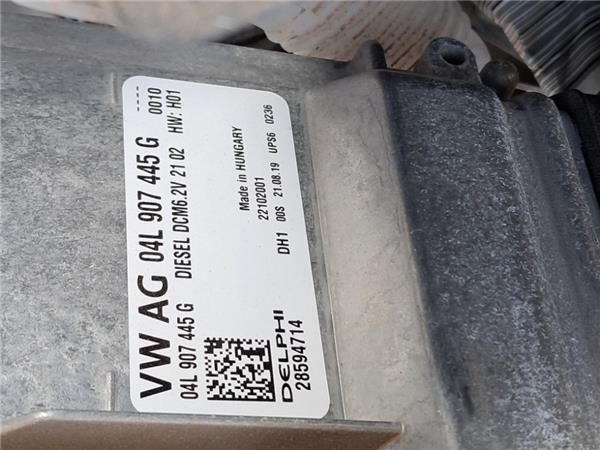 VW AG 04L 907 445 G 0010 ----
04L 907 445 G DIESEL DCM6.2V 21 02 HW: H01
Made in HUNGARY
22102001
DH1 00S 21.08.19 UPS6 0236
DELPHI
28594714